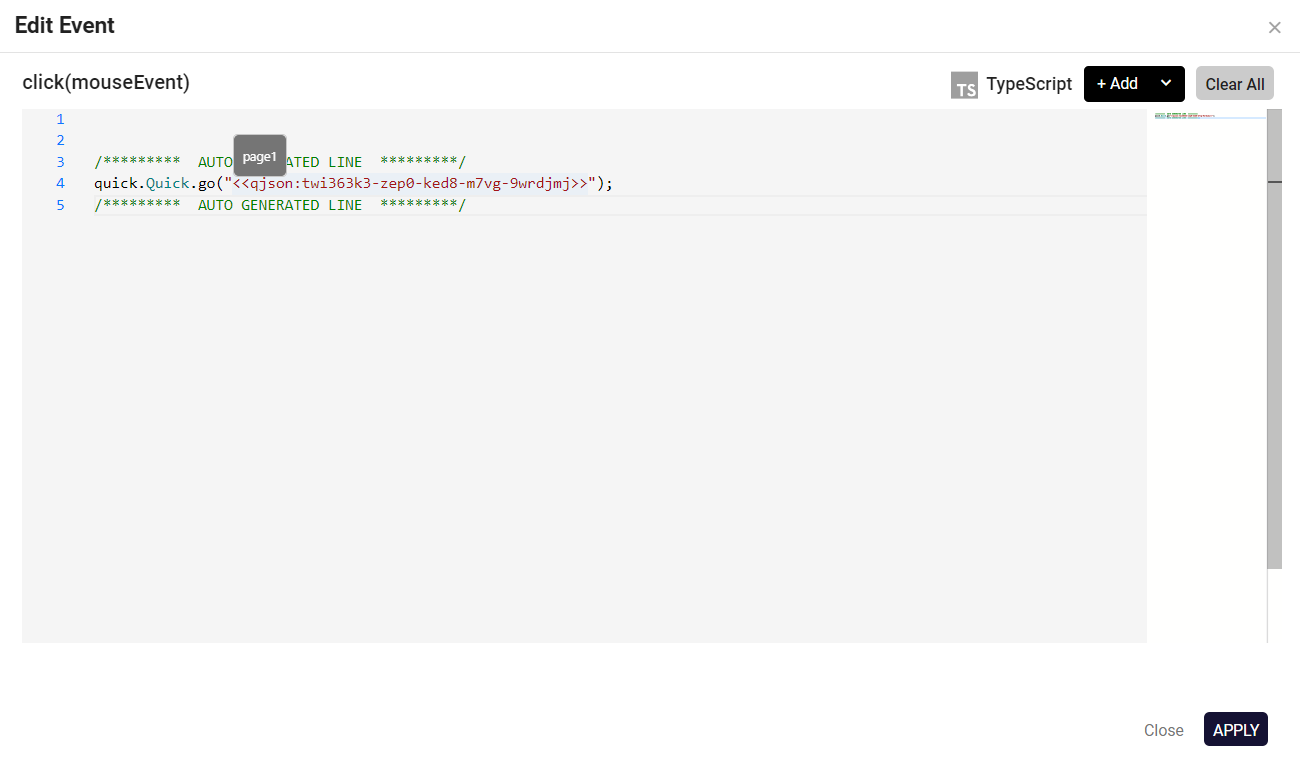 Edit Event
×
click(mouseEvent)
TS TypeScript + Add Clear All
1
2
page1
3 /********* AUTO ATED LINE *********/
4 quick.Quick.go("<<qjson:twi363k3-zep0-ked8-m7vg-9wrdjmj>>");
5 /********* AUTO GENERATED LINE *********/
Close APPLY